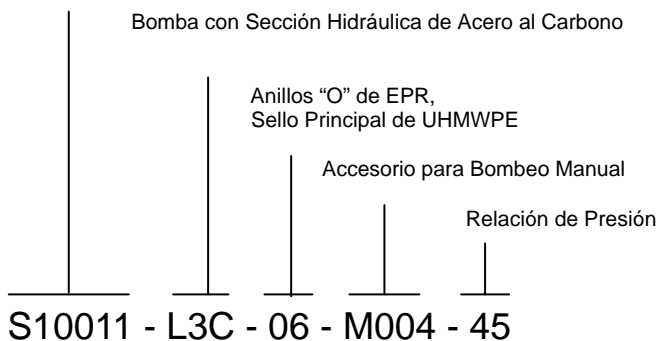 Bomba con Sección Hidráulica de Acero al Carbono
Anillos “O” de EPR,
Sello Principal de UHMWPE
Accesorio para Bombeo Manual
Relación de Presión
S10011 - L3C - 06 - M004 - 45